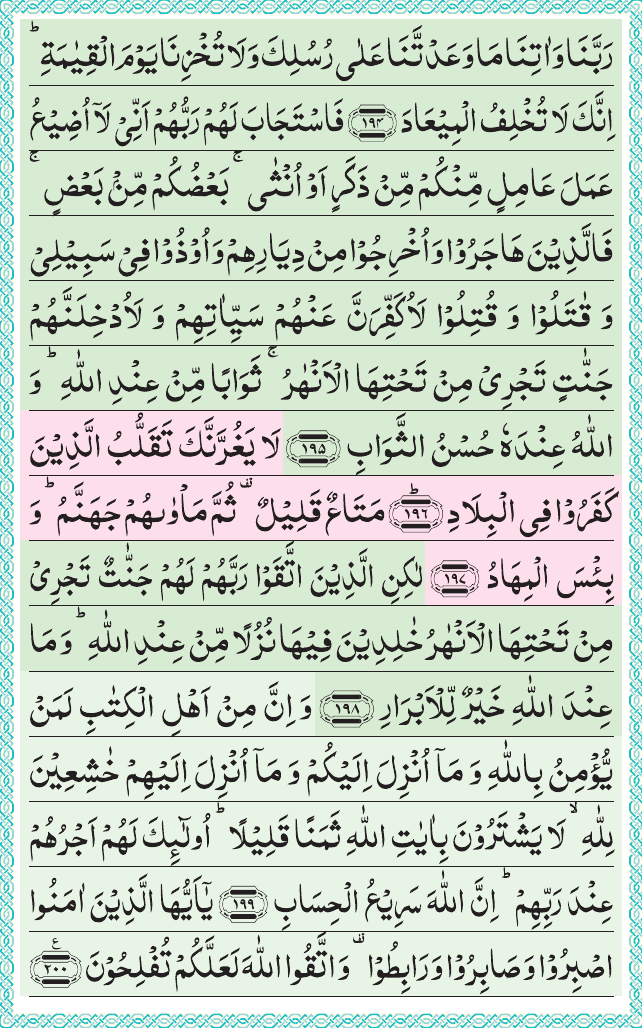 رَبَّنَا وَاٰتِنَا مَا وَعَدْتَّنَا عَلٰى رُسُلِكَ وَلَا تُخْزِنَا يَوْمَ الْقِيٰمَةِ ؕ
اِنَّكَ لَا تُخْلِفُ الْمِيْعَادَ ﴿۱۹۴﴾ فَاسْتَجَابَ لَهُمْ رَبُّهُمْ اَنِّىْ لَاۤ اُضِيْعُ
عَمَلَ عَامِلٍ مِّنْكُمْ مِّنْ ذَكَرٍ اَوْ اُنْثٰى ۚ بَعْضُكُمْ مِّنْۢ بَعْضٍ ۚ
فَالَّذِيْنَ هَاجَرُوْا وَاُخْرِجُوْا مِنْ دِيَارِهِمْ وَاُوْذُوْا فِىْ سَبِيْلِىْ
وَ قٰتَلُوْا وَ قُتِلُوْا لَاُكَفِّرَنَّ عَنْهُمْ سَيِّاٰتِهِمْ وَ لَاُدْخِلَنَّهُمْ
جَنّٰتٍ تَجْرِىْ مِنْ تَحْتِهَا الْاَنْهٰرُ ۚ ثَوَابًا مِّنْ عِنْدِ اللّٰهِ ؕ وَ
اللّٰهُ عِنْدَهٗ حُسْنُ الثَّوَابِ ﴿۱۹۵﴾ لَا يَغُرَّنَّكَ تَقَلُّبُ الَّذِيْنَ
كَفَرُوْا فِى الْبِلَادِ ؕ﴿۱۹۶﴾ مَتَاعٌ قَلِيْلٌ ۟ ثُمَّ مَاْوٰىهُمْ جَهَنَّمُ ؕ وَ
بِئْسَ الْمِهَادُ ﴿۱۹۷﴾ لٰكِنِ الَّذِيْنَ اتَّقَوْا رَبَّهُمْ لَهُمْ جَنّٰتٌ تَجْرِىْ
مِنْ تَحْتِهَا الْاَنْهٰرُ خٰلِدِيْنَ فِيْهَا نُزُلًا مِّنْ عِنْدِ اللّٰهِ ؕ وَمَا
عِنْدَ اللّٰهِ خَيْرٌ لِّلْاَبْرَارِ ﴿۱۹۸﴾ وَاِنَّ مِنْ اَهْلِ الْكِتٰبِ لَمَنْ
يُّؤْمِنُ بِاللّٰهِ وَ مَاۤ اُنْزِلَ اِلَيْكُمْ وَ مَاۤ اُنْزِلَ اِلَيْهِمْ خٰشِعِيْنَ
لِلّٰهِ ۙ لَا يَشْتَرُوْنَ بِاٰيٰتِ اللّٰهِ ثَمَنًا قَلِيْلًا ؕ اُولٰٓئِكَ لَهُمْ اَجْرُهُمْ
عِنْدَ رَبِّهِمْ ؕ اِنَّ اللّٰهَ سَرِيْعُ الْحِسَابِ ﴿۱۹۹﴾ يٰۤاَيُّهَا الَّذِيْنَ اٰمَنُوا
اصْبِرُوْا وَصَابِرُوْا وَرَابِطُوْا ۟ وَاتَّقُوا اللّٰهَ لَعَلَّكُمْ تُفْلِحُوْنَ ﴿۲۰۰﴾ ع